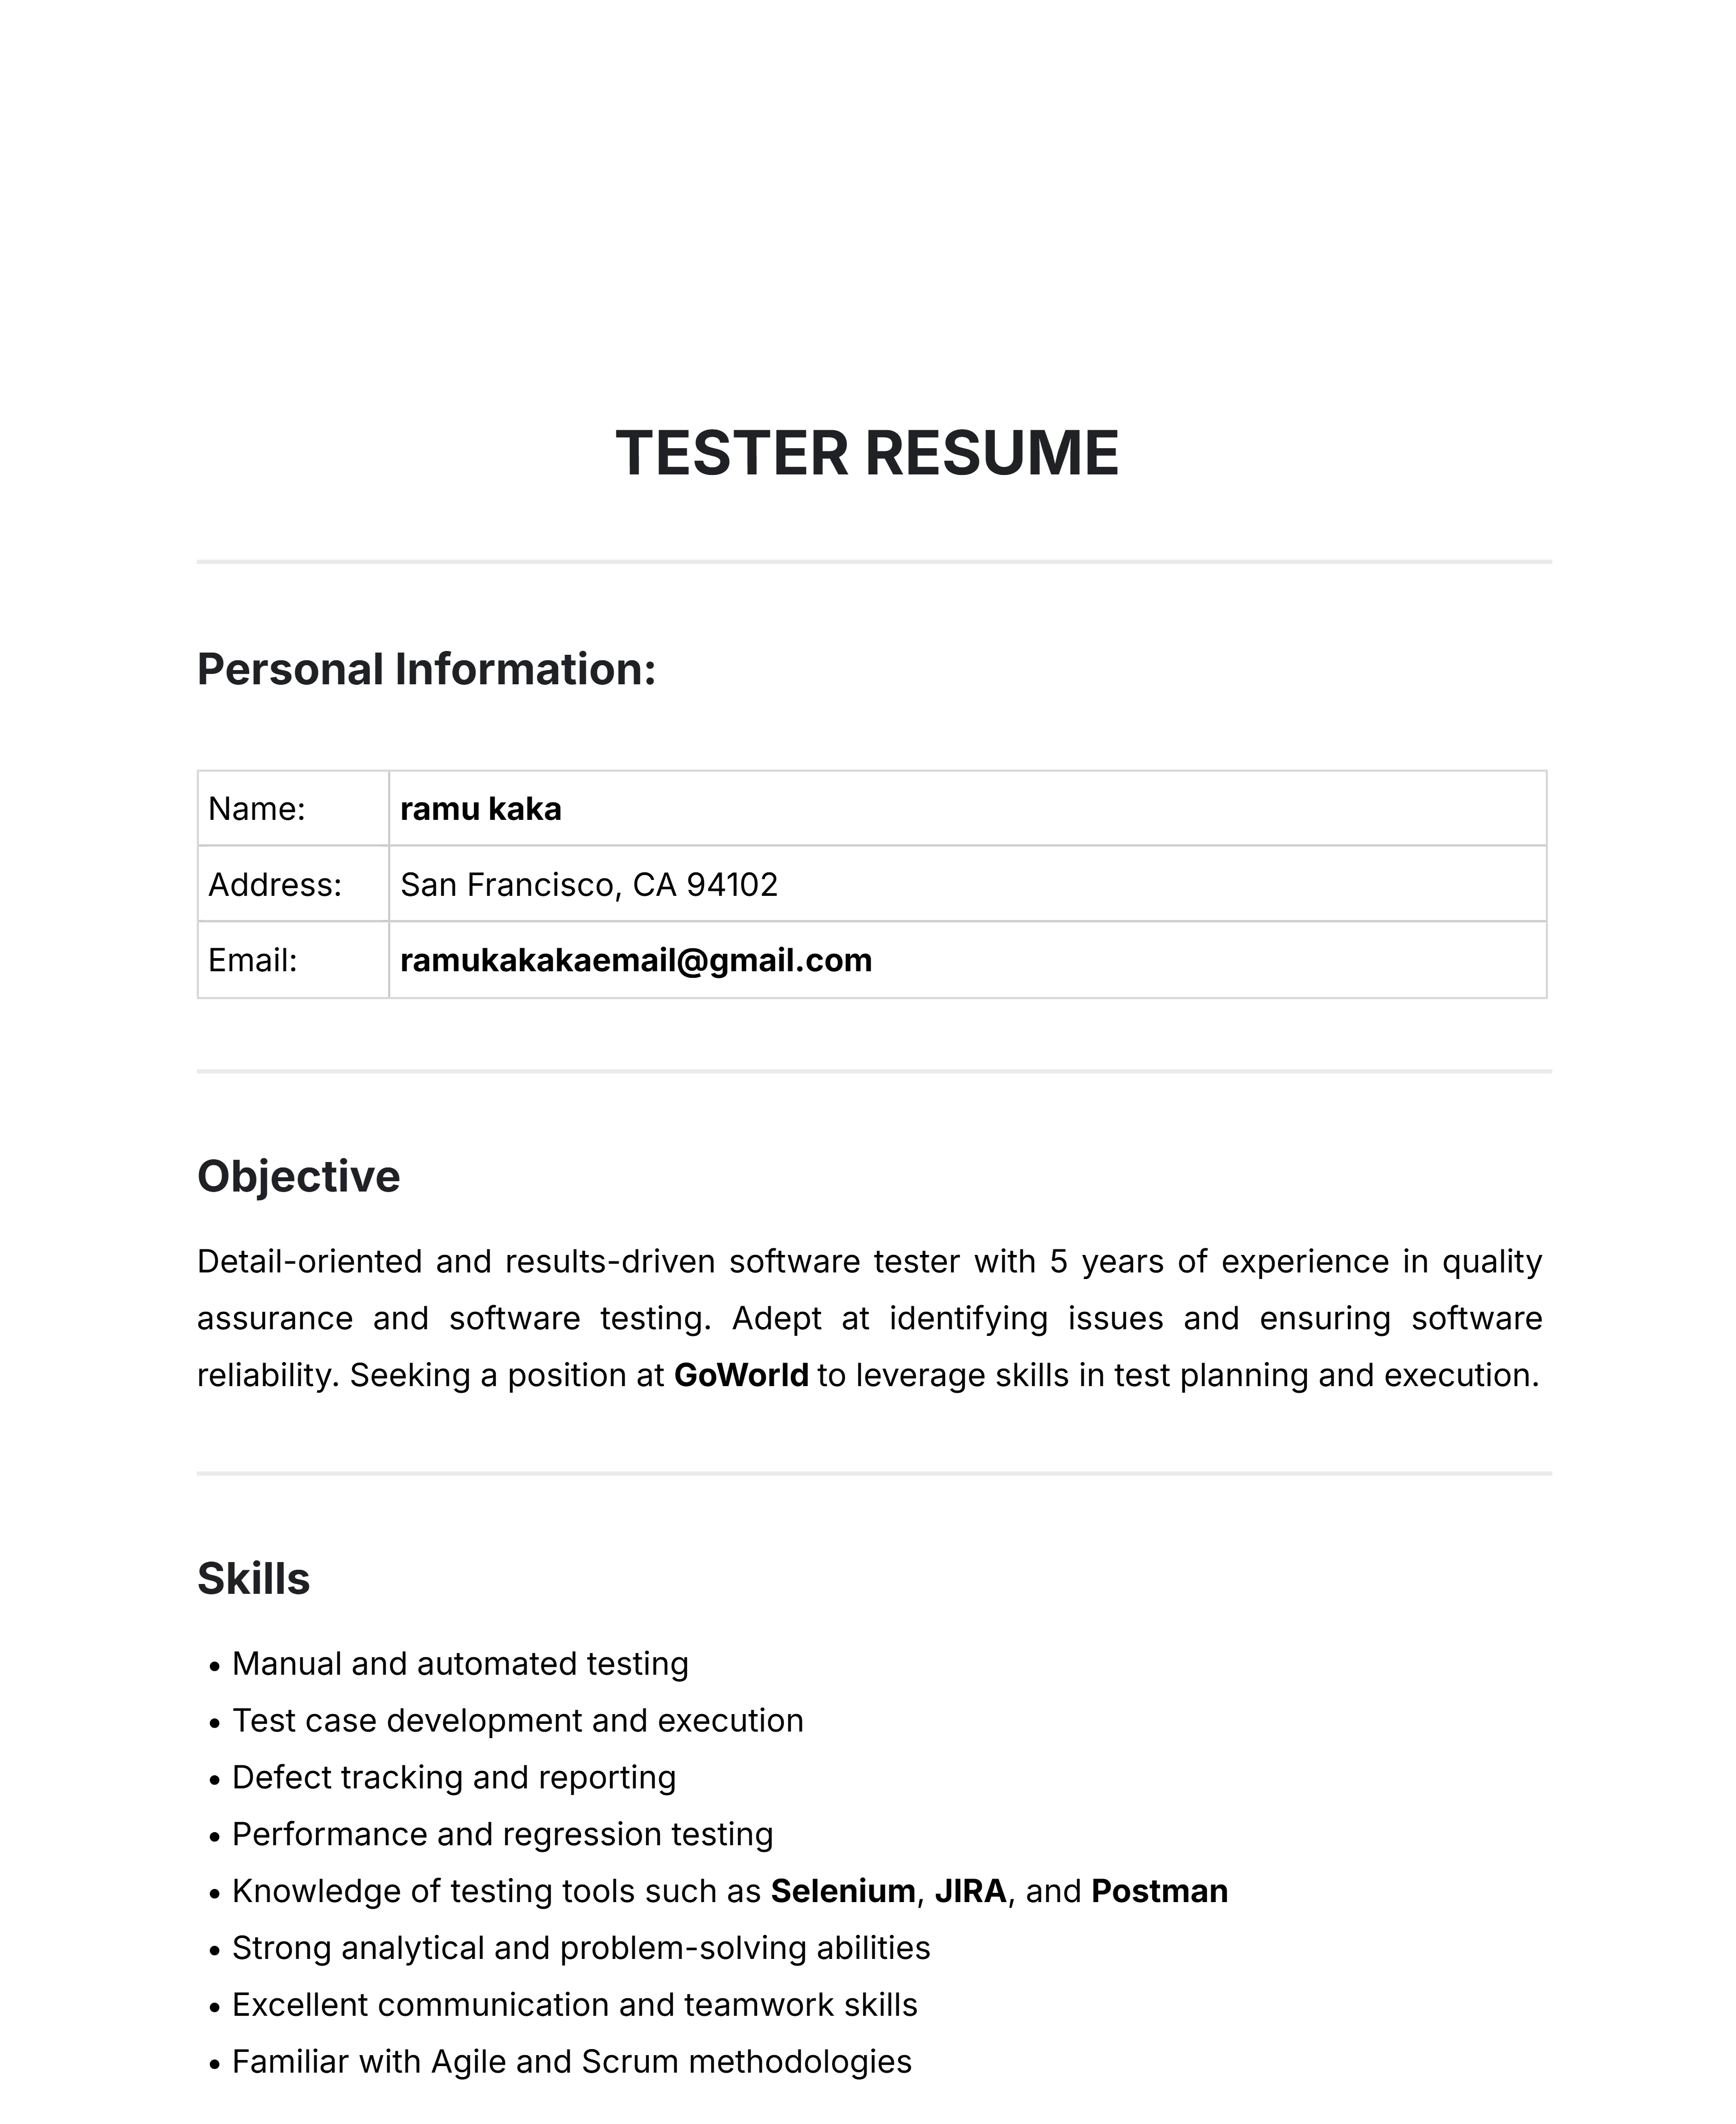 TESTER RESUME
Personal Information:
Name: ramu kaka
Address: San Francisco, CA 94102
Email: ramukakakaemail@gmail.com
Objective
Detail-oriented and results-driven software tester with 5 years of experience in quality
assurance and software testing. Adept at identifying issues and ensuring software
reliability. Seeking a position at GoWorld to leverage skills in test planning and execution.
Skills
• Manual and automated testing
• Test case development and execution
• Defect tracking and reporting
• Performance and regression testing
• Knowledge of testing tools such as Selenium, JIRA, and Postman
• Strong analytical and problem-solving abilities
• Excellent communication and teamwork skills
• Familiar with Agile and Scrum methodologies